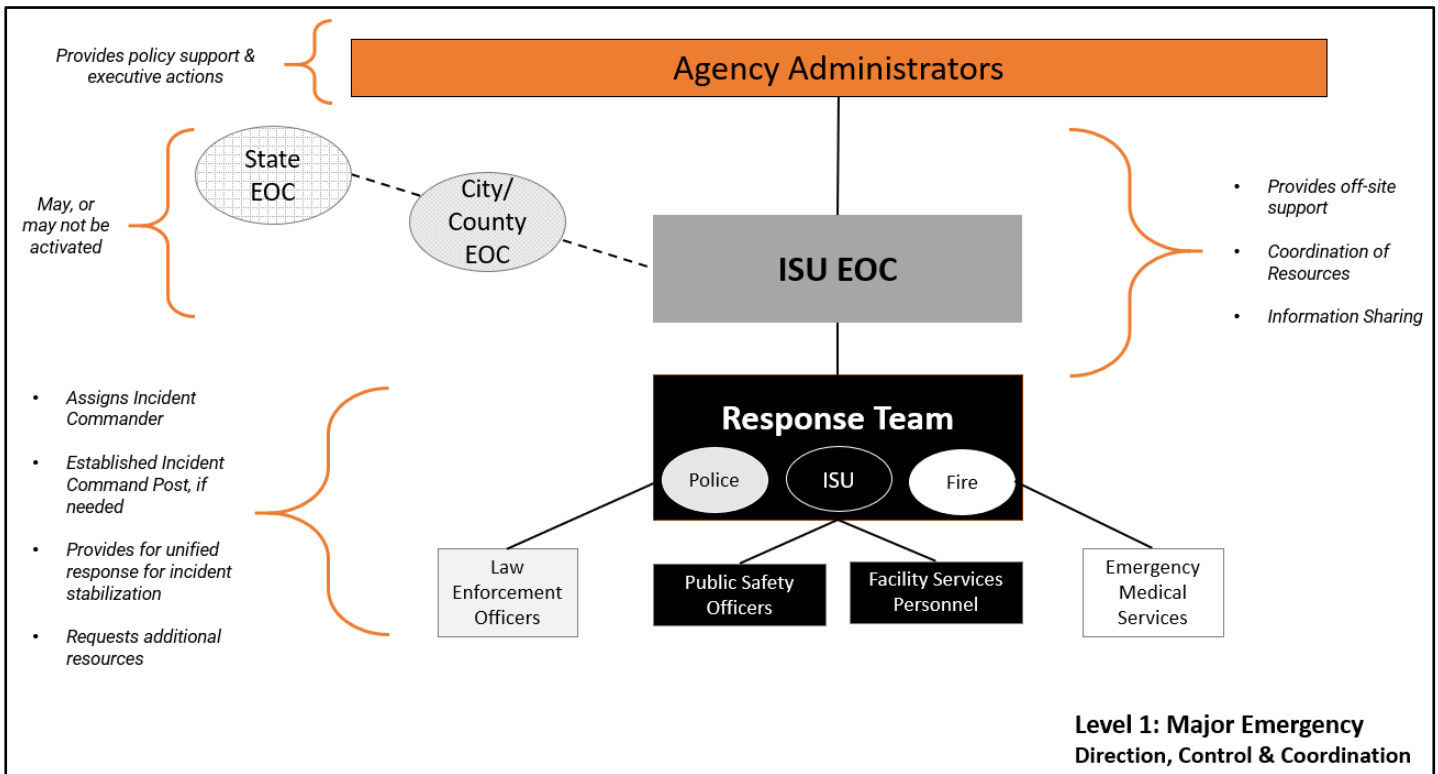 Provides policy support &
executive actions
Agency Administrators
State
EOC
City/
County
EOC
May, or
may not be
activated
ISU EOC
• Provides off-site
support
• Coordination of
Resources
• Information Sharing
• Assigns Incident
Commander
• Established Incident
Command Post, if
needed
• Provides for unified
response for incident
stabilization
• Requests additional
resources
Response Team
Police
ISU
Fire
Law
Enforcement
Officers
Public Safety
Officers
Facility Services
Personnel
Emergency
Medical
Services
Level 1: Major Emergency
Direction, Control & Coordination